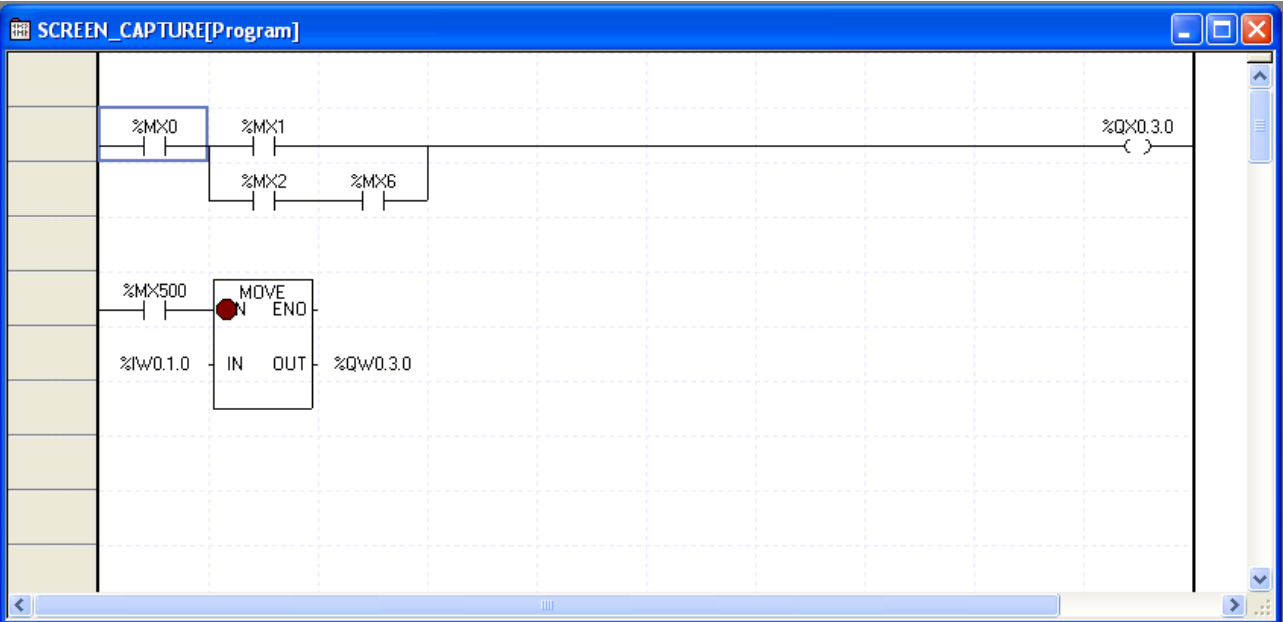 SCREEN_CAPTURE[Program]
%MX0 %MX1 %QX0.3.0
%MX2 %MX6
%MX500 MOVE
N ENO
%IW0.1.0 IN OUT %QW0.3.0